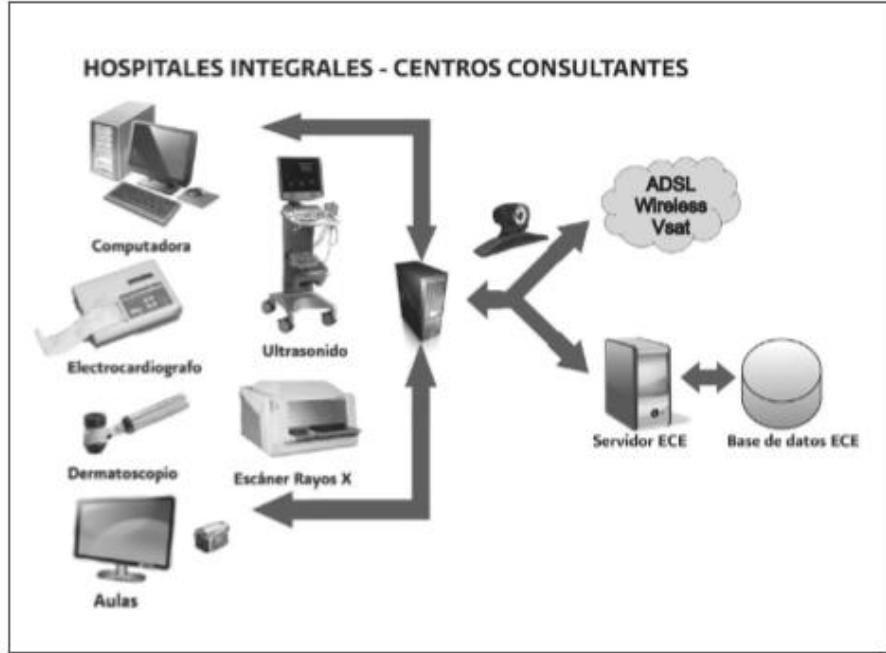 HOSPITALES INTEGRALES - CENTROS CONSULTANTES
Computadora
Ultrasonido
Electrocardiografo
Dermatoscopio
Escáner Rayos X
Aulas
ADSL
Wireless
Vsat
Servidor ECE
Base de datos ECE